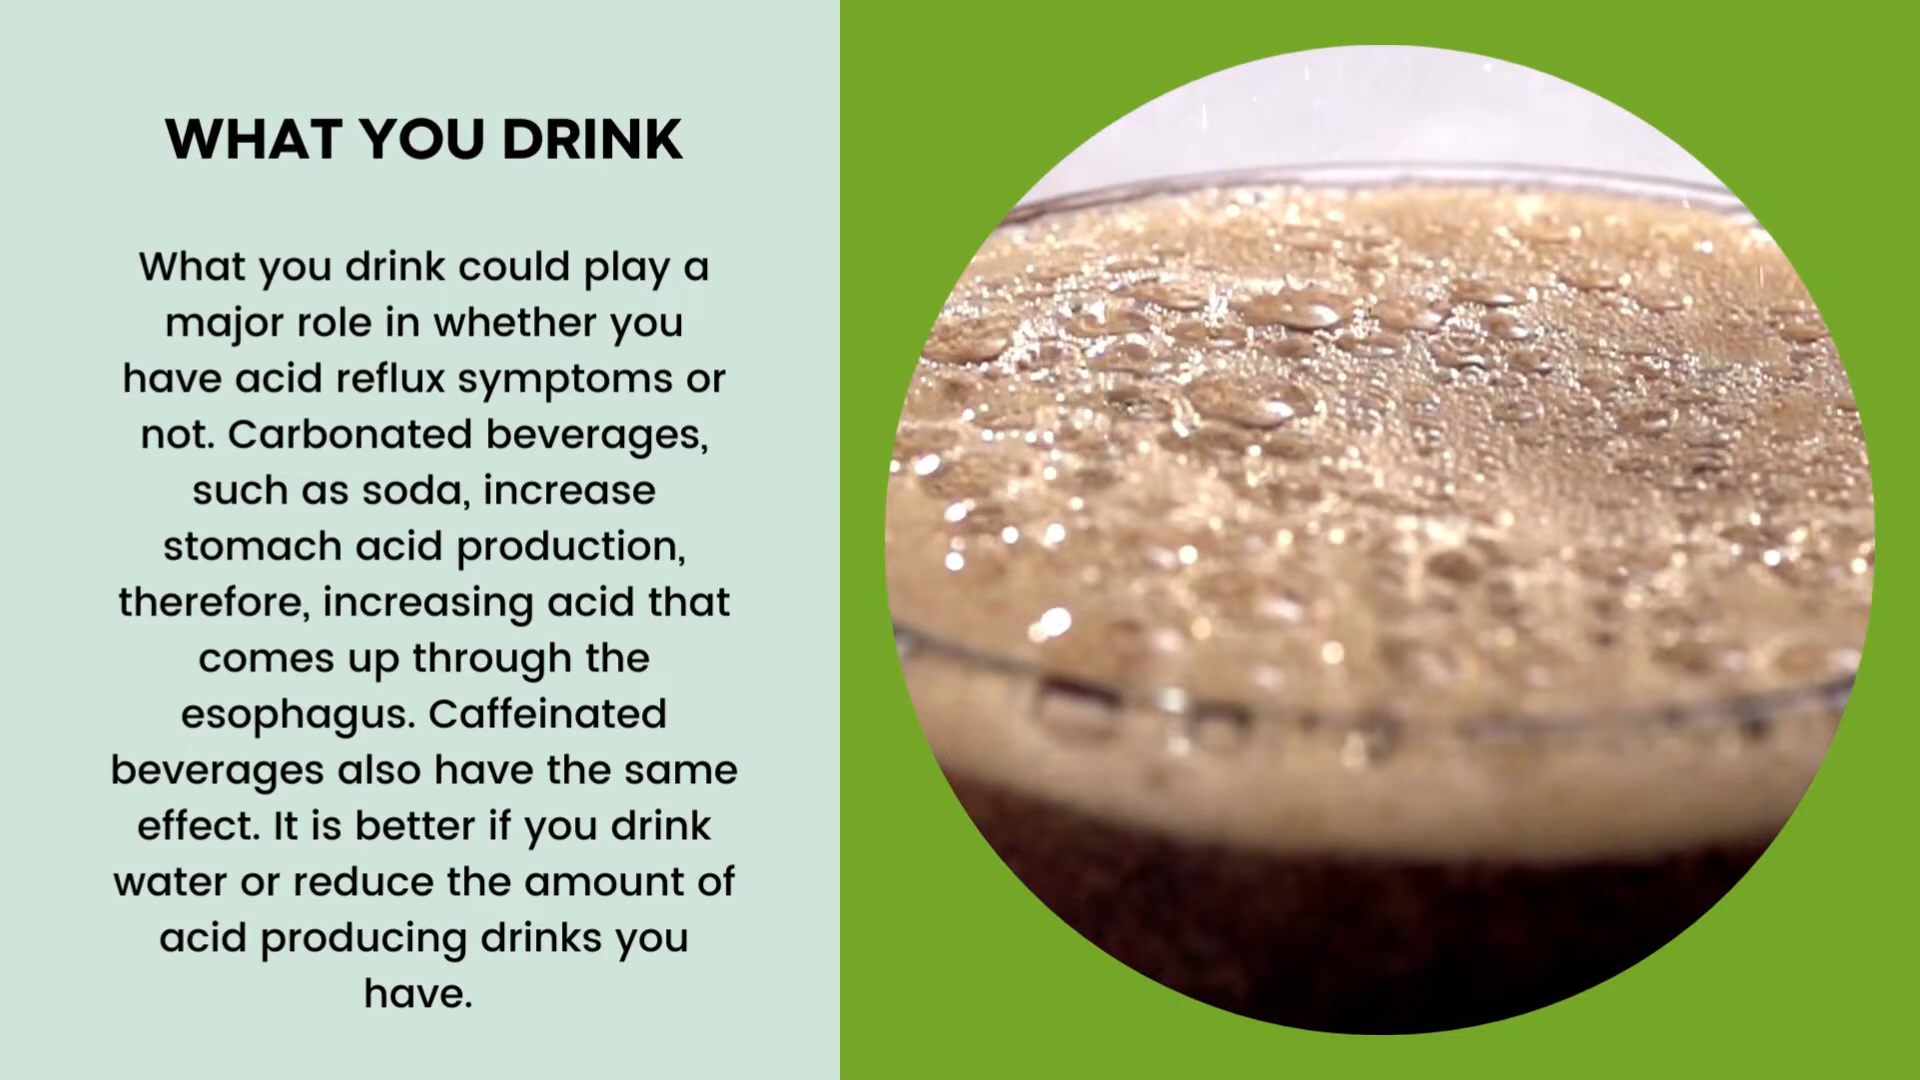 WHAT YOU DRINK
What you drink could play a
major role in whether you
have acid reflux symptoms or
not. Carbonated beverages,
such as soda, increase
stomach acid production,
therefore, increasing acid that
comes up through the
esophagus. Caffeinated
beverages also have the same
effect. It is better if you drink
water or reduce the amount of
acid producing drinks you
have.